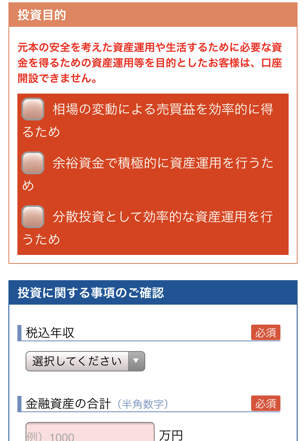 投資目的
元本の安全を考えた資産運用や生活するために必要な資
金を得るための資産運用等を目的としたお客様は、口座
開設できません。
相場の変動による売買益を効率的に得
るため
余裕資金で積極的に資産運用を行うた
め
分散投資として効率的な資産運用を行
うため
投資に関する事項のご確認
税込年収 必須
選択してください
金融資産の合計（半角数字） 必須
例）1000 万円